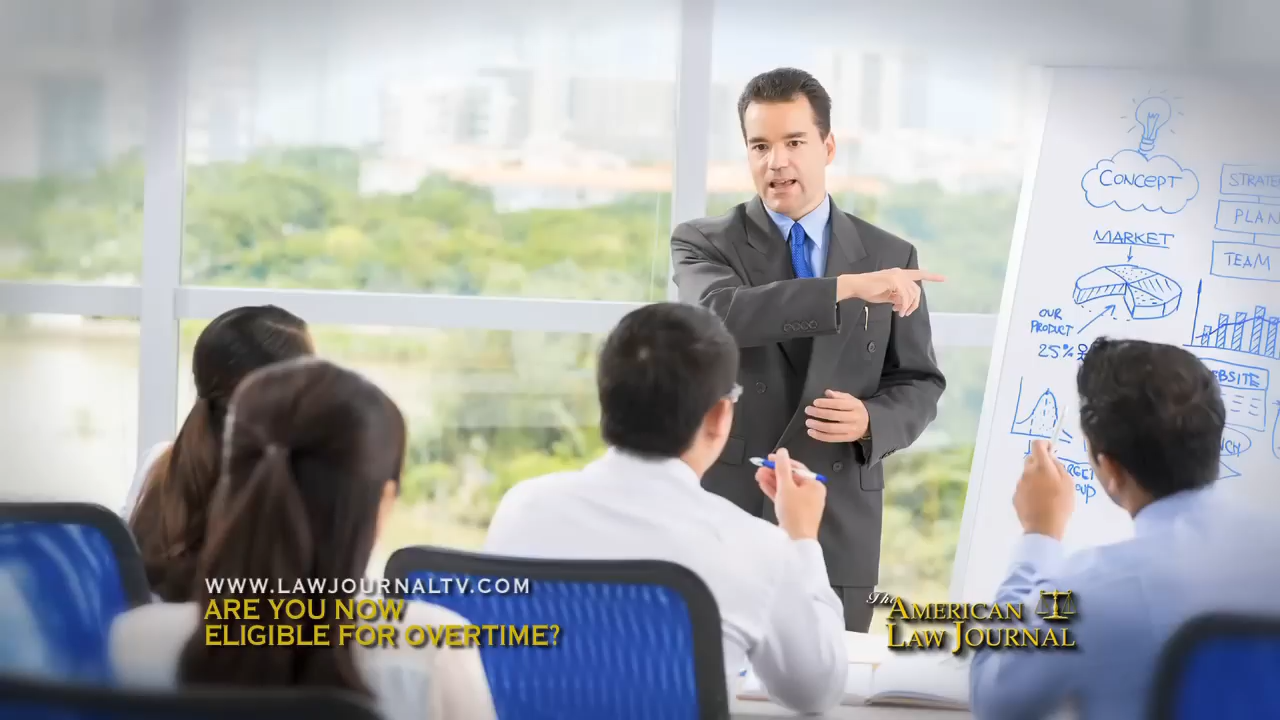 CONCEPT
MARKET
OUR
PRODUCT
25%
PLAN
TEAM
WWW.LAWJOURNALTV.COM
ARE YOU NOW
ELIGIBLE FOR OVERTIME?
The
AMERICAN
LAW JOURNAL